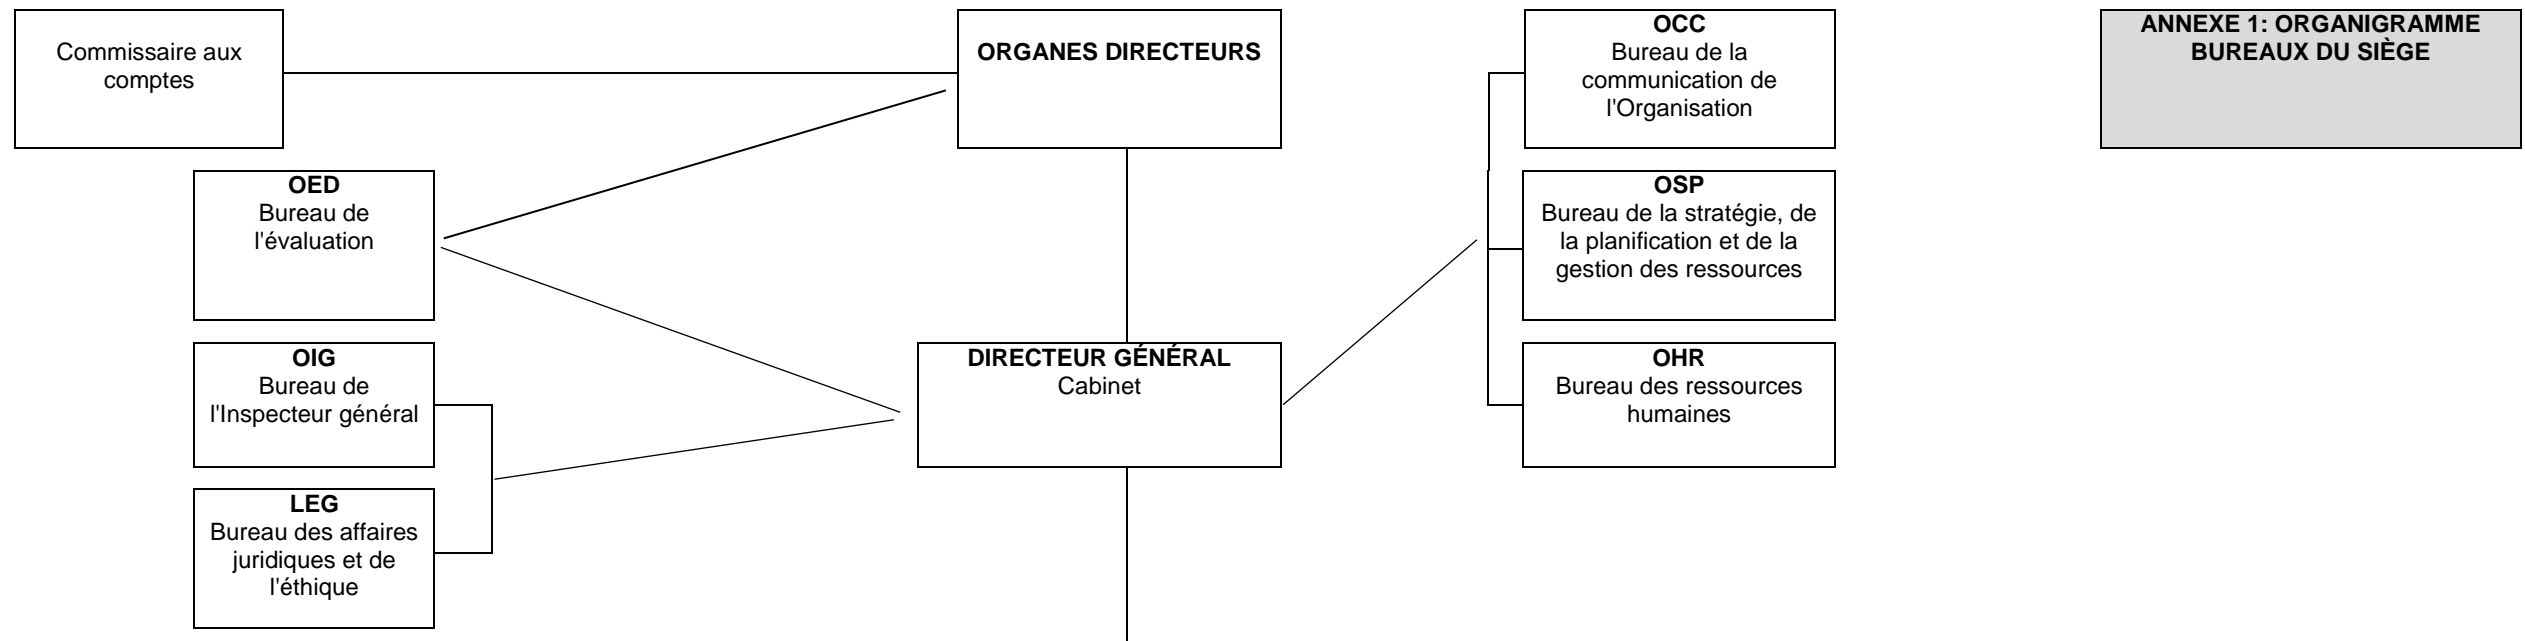 Commissaire aux
comptes
ORGANES DIRECTEURS
OCC
Bureau de la
communication de
l'Organisation
ANNEXE 1: ORGANIGRAMME
BUREAUX DU SIÈGE
OED
Bureau de
l'évaluation
OSP
Bureau de la stratégie, de
la planification et de la
gestion des ressources
OIG
Bureau de
l'Inspecteur général
DIRECTEUR GÉNÉRAL
Cabinet
OHR
Bureau des ressources
humaines
LEG
Bureau des affaires
juridiques et de
l'éthique